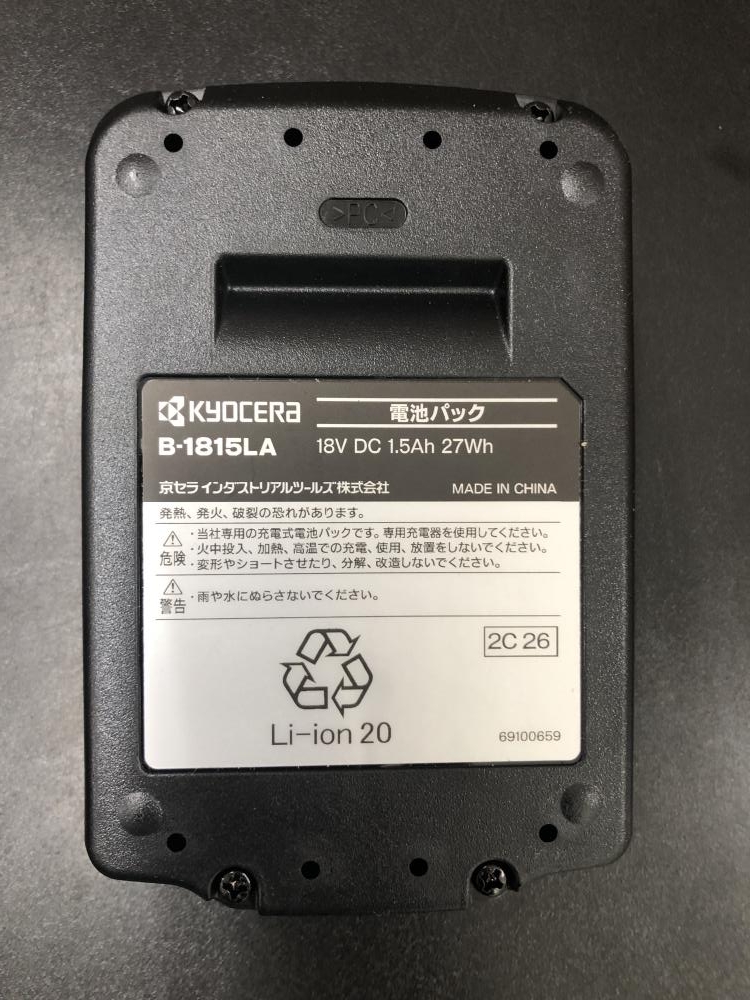 >PC<
KYOCERA 電池パック
B-1815LA 18V DC 1.5Ah 27Wh
京セラ インダストリアルツールズ株式会社 MADE IN CHINA
発熱、発火、破裂の恐れがあります。
危険
・当社専用の充電式電池パックです。専用充電器を使用してください。
・火中投入、加熱、高温での充電、使用、放置をしないでください。
・変形やショートさせたり、分解、改造しないでください。
警告
・雨や水にぬらさないでください。
2C 26
Li-ion 20
69100659